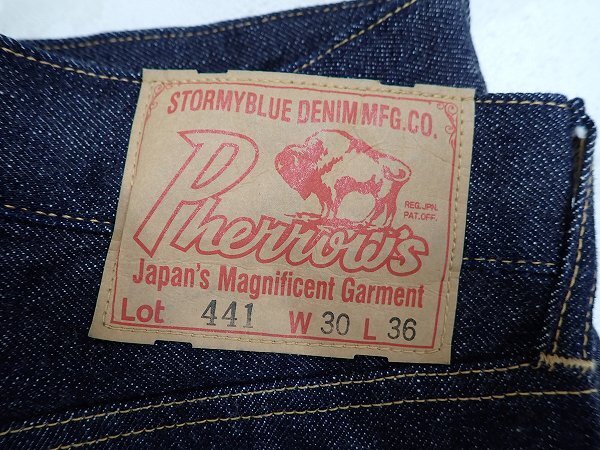 STORMYBLUE DENIM MFG.CO.
Pherrow's
REG.JPN.
PAT.OFF.
Japan's Magnificent Garment
Lot 441 W 30 L 36